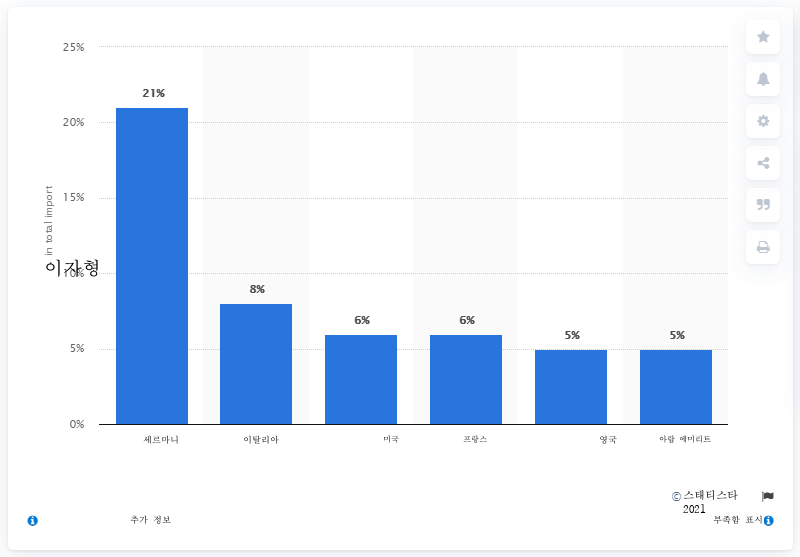 25%
21%
20%
15%
in total import
이자형
10%
8%
6%
6%
5%
5%
5%
0%
세르마니
이탈리아
미국
프랑스
영국
아랍 에미리트
© 스태티스타
2021
추가 정보
부족함 표시